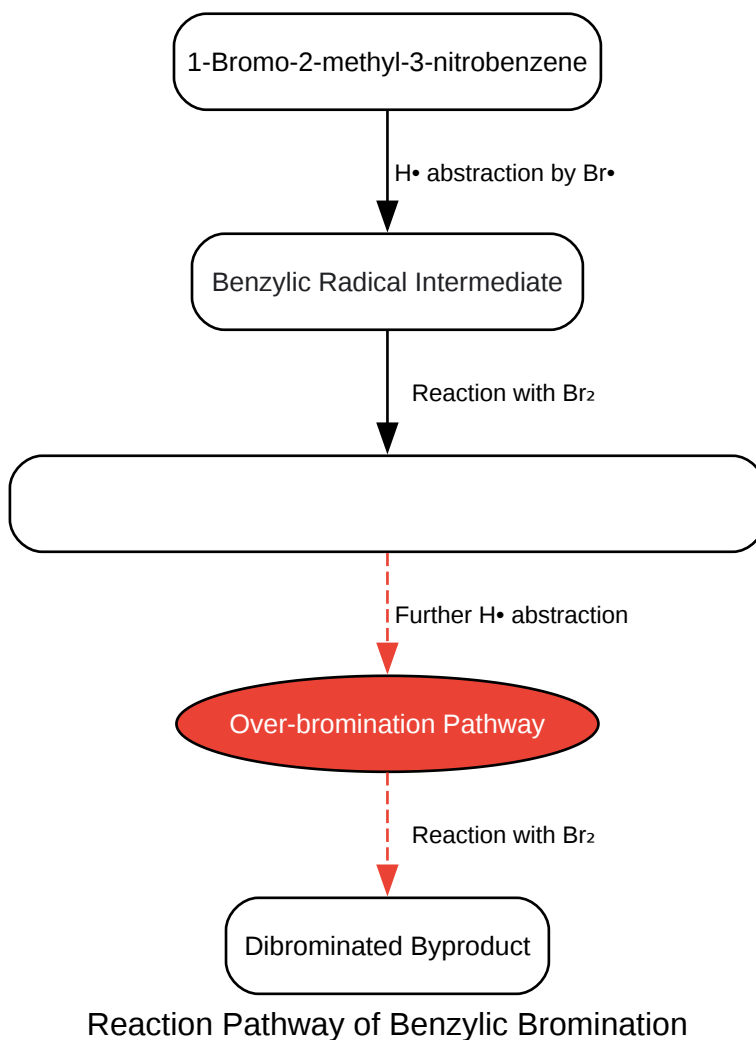 1-Bromo-2-methyl-3-nitrobenzene
H• abstraction by Br•
Benzylic Radical Intermediate
Reaction with Br₂
Further H• abstraction
Over-bromination Pathway
Reaction with Br₂
Dibrominated Byproduct
Reaction Pathway of Benzylic Bromination